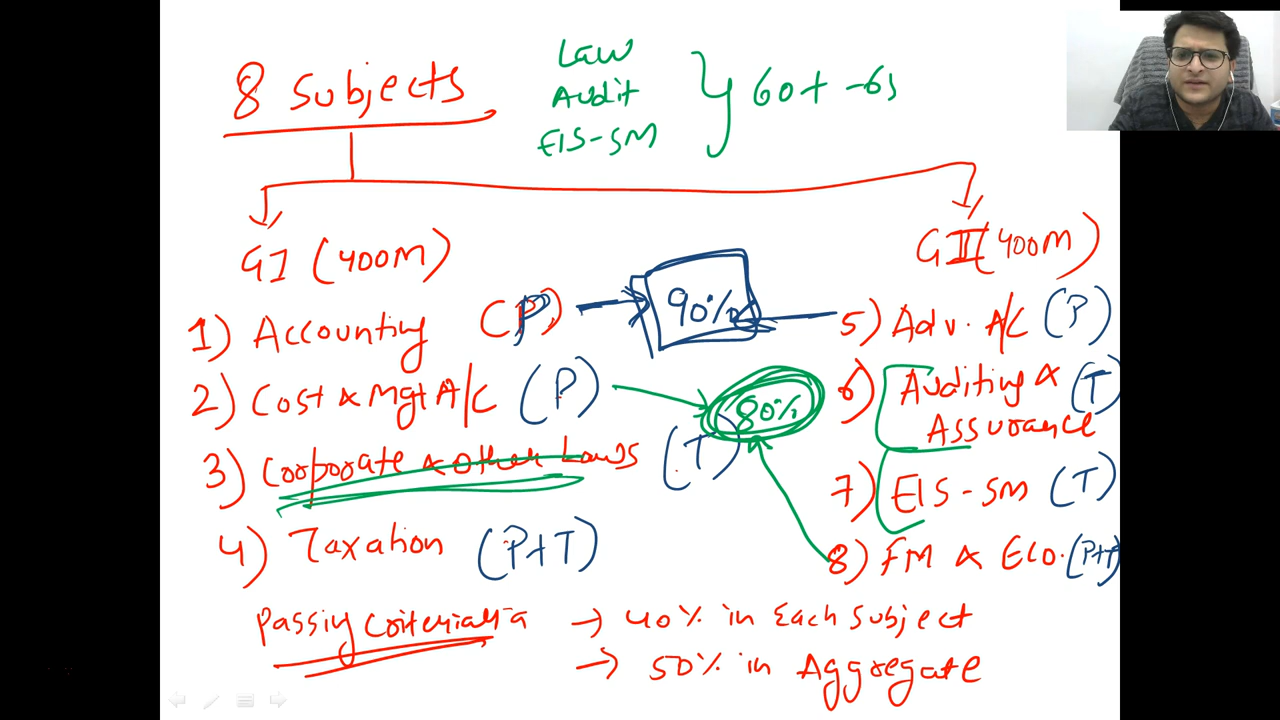 8 Subjects
Law
Audit
EIS-SM
60+ -65
GI (400M)
GII (400M)
1) Accounting (P)
90%
2) Cost & Mgt A/C (P)
80%
3) Corporate & Other Laws (T)
4) Taxation (P+T)
5) Adv. A/C (P)
6) Auditing & (T)
Assurance
7) EIS-SM (T)
8) FM & Eco. (P+T)
Passing criteria → 40% in Each Subject
→ 50% in Aggregate